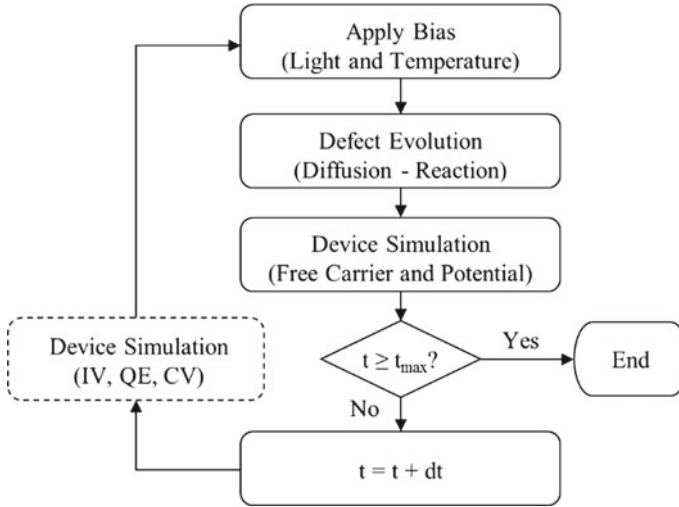 Apply Bias
(Light and Temperature)
Defect Evolution
(Diffusion - Reaction)
Device Simulation
(Free Carrier and Potential)
t ≥ tmax?
Yes
End
No
t = t + dt
Device Simulation
(IV, QE, CV)